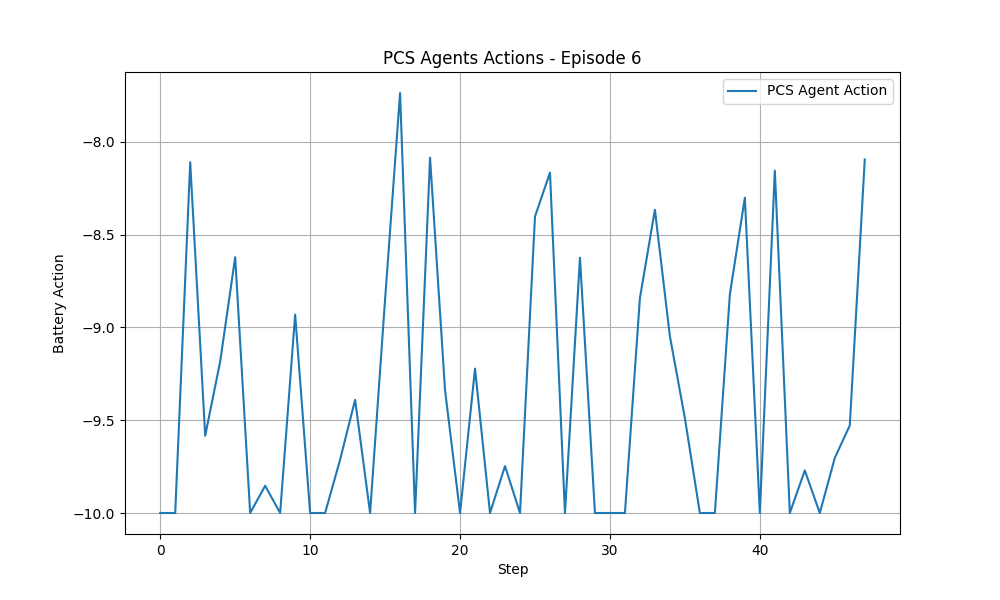 PCS Agents Actions - Episode 6
PCS Agent Action
Battery Action
−8.0
−8.5
−9.0
−9.5
−10.0
0 10 20 30 40
Step